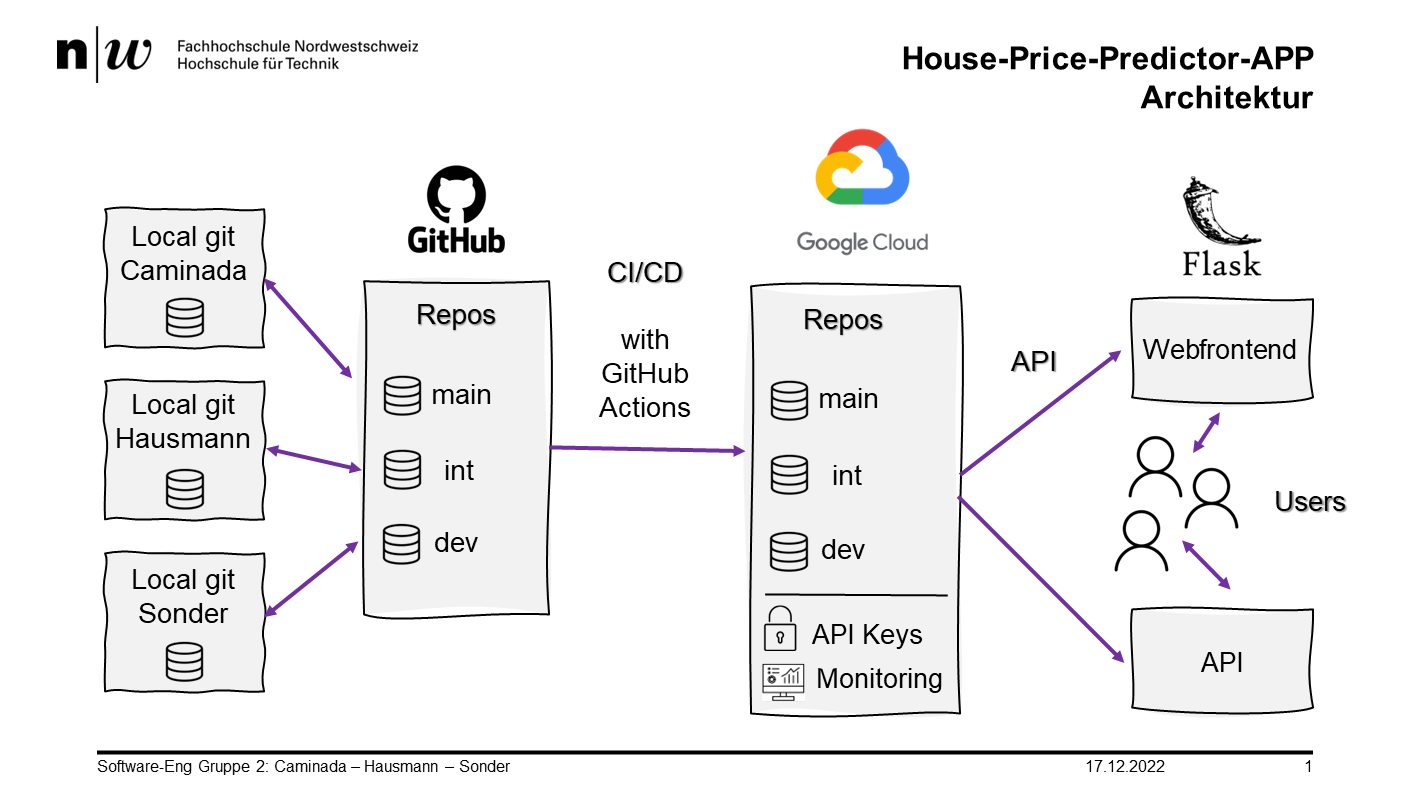 n|w
Fachhochschule Nordwestschweiz
Hochschule für Technik
House-Price-Predictor-APP
Architektur
Local git
Caminada
Local git
Hausmann
Local git
Sonder
GitHub
Repos
main
int
dev
CI/CD
with
GitHub
Actions
Google Cloud
Repos
main
int
dev
API Keys
Monitoring
API
Flask
Webfrontend
Users
API
Software-Eng Gruppe 2: Caminada – Hausmann – Sonder
17.12.2022
1